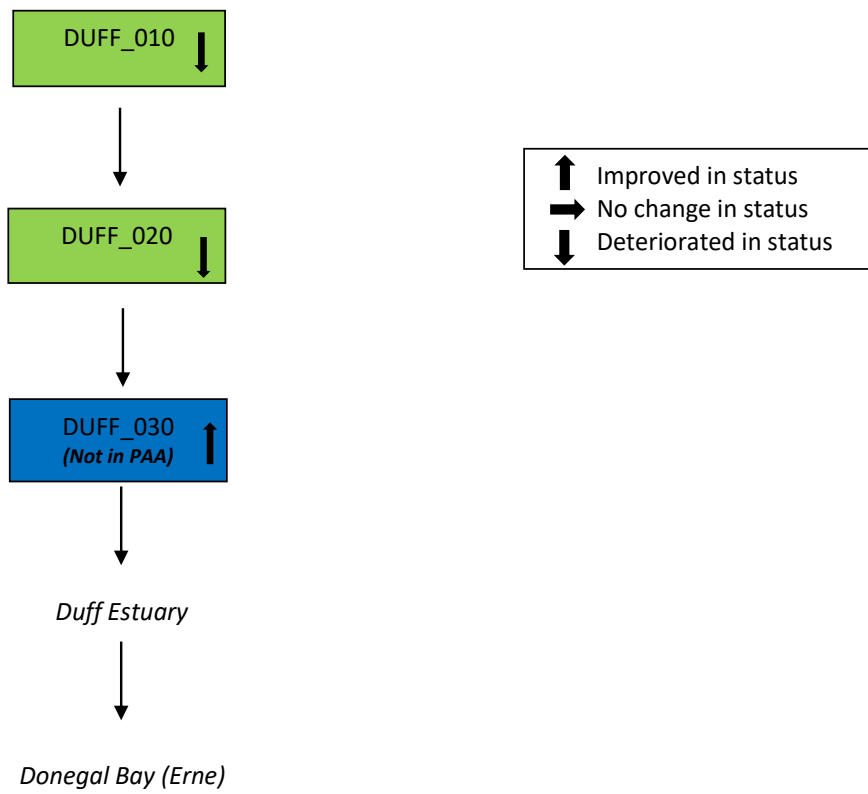 DUFF_010
Improved in status
No change in status
Deteriorated in status
DUFF_020
DUFF_030
(Not in PAA)
Duff Estuary
Donegal Bay (Erne)